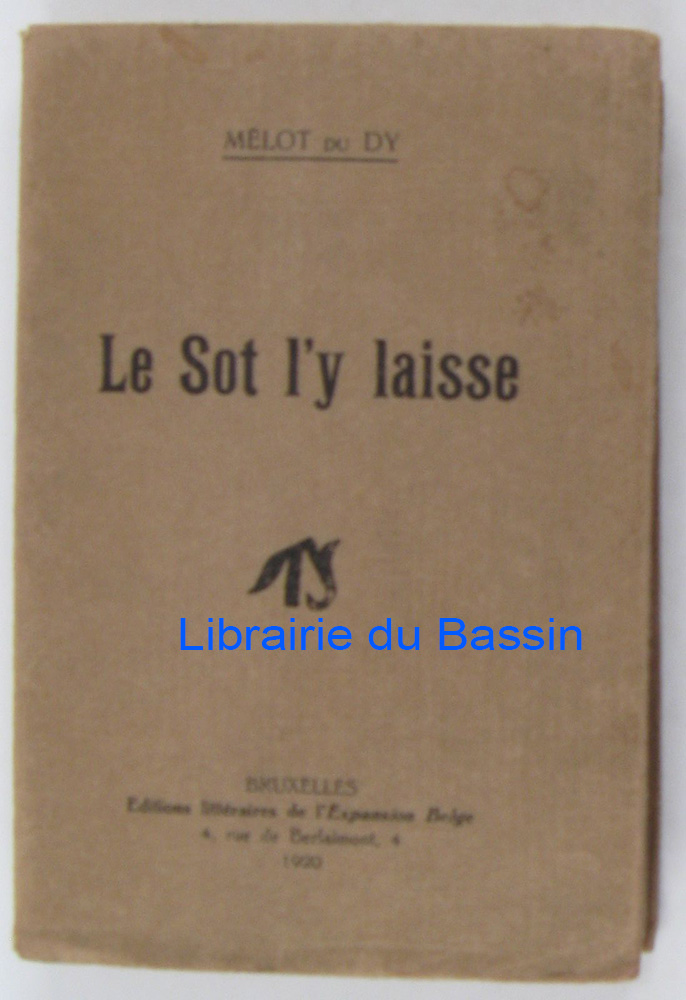 MÉLOT DU DY
Le Sot l'y laisse
Librairie du Bassin
BRUXELLES
Editions littéraires de l'Expansion Belge
4, rue de Berlaimont, 4
1920